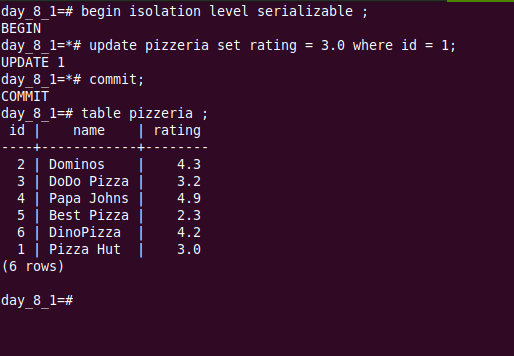 day_8_1=# begin isolation level serializable ;
BEGIN
day_8_1=*# update pizzeria set rating = 3.0 where id = 1;
UPDATE 1
day_8_1=*# commit;
COMMIT
day_8_1=# table pizzeria ;
 id |    name    | rating
----+------------+--------
  2 | Dominos    |    4.3
  3 | DoDo Pizza |    3.2
  4 | Papa Johns |    4.9
  5 | Best Pizza |    2.3
  6 | DinoPizza  |    4.2
  1 | Pizza Hut  |    3.0
(6 rows)

day_8_1=#